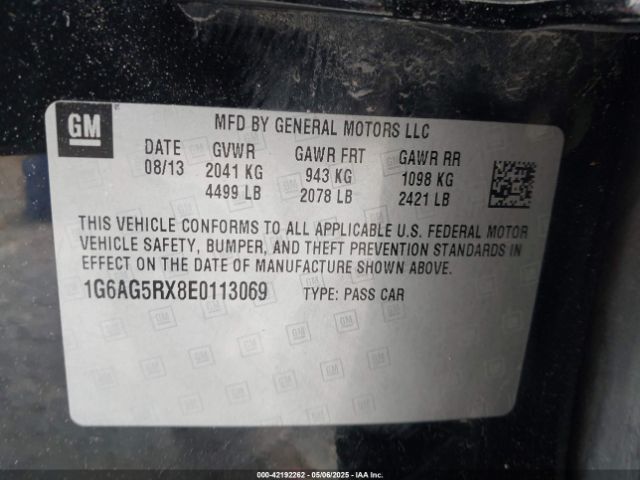 GM
MFD BY GENERAL MOTORS LLC
DATE GVWR GAWR FRT GAWR RR
08/13 2041 KG 943 KG 1098 KG
4499 LB 2078 LB 2421 LB
THIS VEHICLE CONFORMS TO ALL APPLICABLE U.S. FEDERAL MOTOR
VEHICLE SAFETY, BUMPER, AND THEFT PREVENTION STANDARDS IN
EFFECT ON THE DATE OF MANUFACTURE SHOWN ABOVE.
1G6AG5RX8E0113069 TYPE: PASS CAR
000-42192262 - 05/06/2025 - IAA Inc.